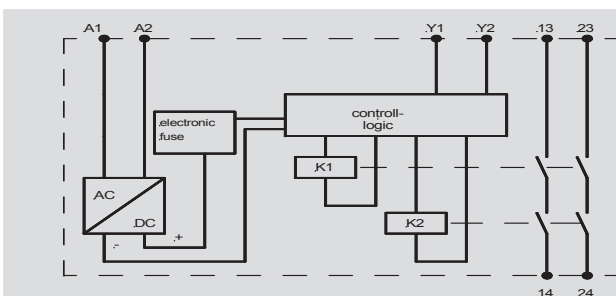 A1 A2 .Y1 .Y2 .13 .23
controll-
logic
.electronic
.fuse
.K1
AC
.DC
.K2
.- .+
14 24